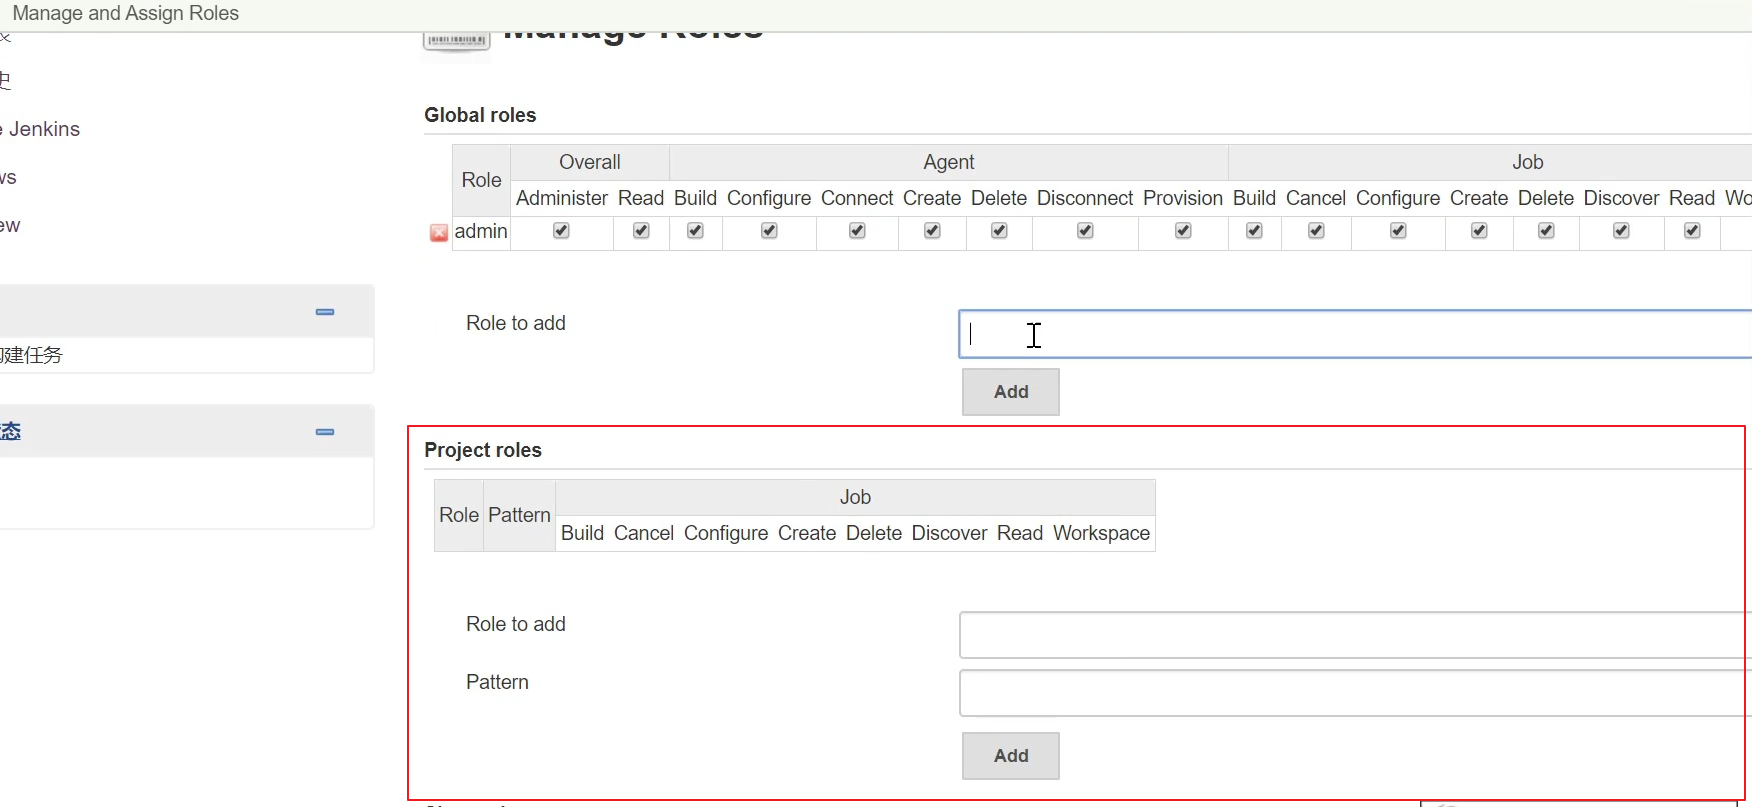 Manage and Assign Roles
Manage Roles
史
e Jenkins
ws
ew
构建任务
态
Global roles
Role Overall Agent Job
Administer Read Build Configure Connect Create Delete Disconnect Provision Build Cancel Configure Create Delete Discover Read Wo
admin
Role to add
Add
Project roles
Role Pattern Job
Build Cancel Configure Create Delete Discover Read Workspace
Role to add
Pattern
Add